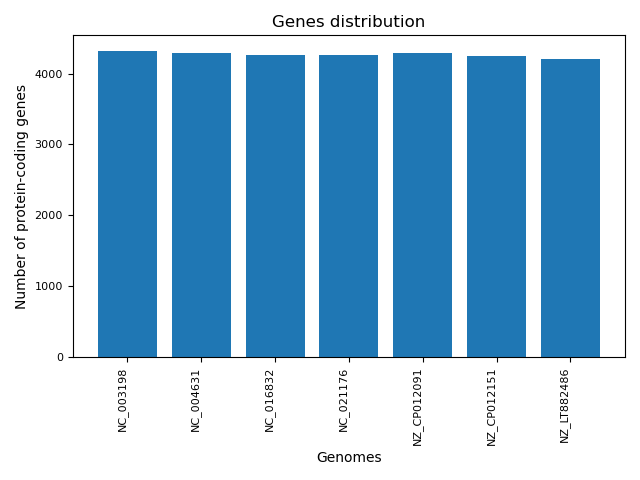 Genes distribution
Number of protein-coding genes
4000
3000
2000
1000
0
NC_003198
NC_004631
NC_016832
NC_021176
NZ_CP012091
NZ_CP012151
NZ_LT882486
Genomes